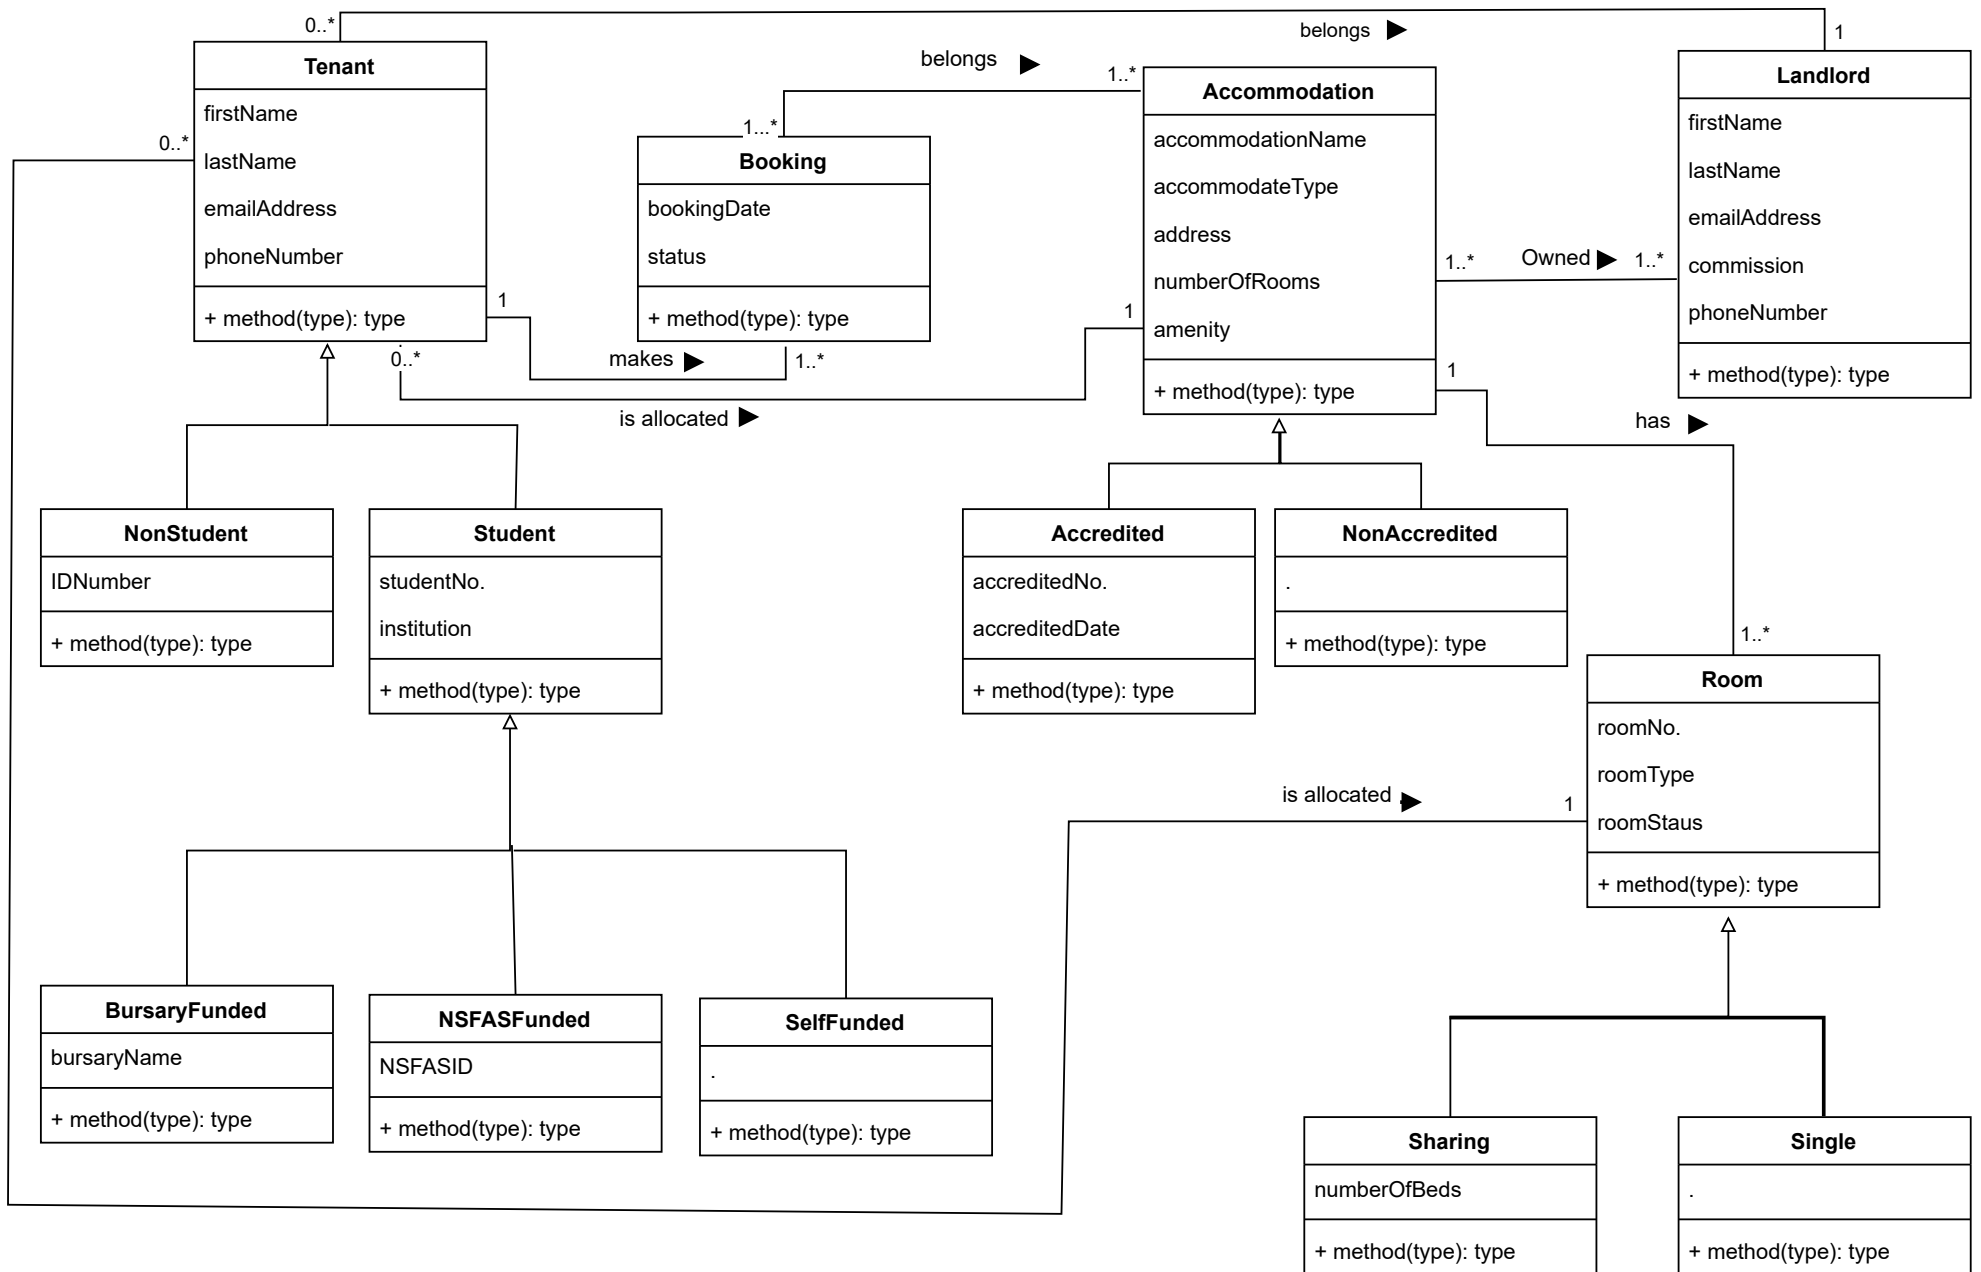 0..*
belongs
1
Tenant
firstName
lastName
emailAddress
phoneNumber
+ method(type): type
0..*
belongs
1..*
1...*
Booking
bookingDate
status
+ method(type): type
Accommodation
accommodationName
accommodateType
address
numberOfRooms
amenity
+ method(type): type
Landlord
firstName
lastName
emailAddress
commission
phoneNumber
+ method(type): type
1..*
Owned
1..*
1
makes
1..*
0..*
is allocated
1
1
has
1..*
NonStudent
IDNumber
+ method(type): type
Student
studentNo.
institution
+ method(type): type
Accredited
accreditedNo.
accreditedDate
+ method(type): type
NonAccredited
.
+ method(type): type
Room
roomNo.
roomType
roomStaus
+ method(type): type
is allocated
1
BursaryFunded
bursaryName
+ method(type): type
NSFASFunded
NSFASID
+ method(type): type
SelfFunded
.
+ method(type): type
Sharing
numberOfBeds
+ method(type): type
Single
.
+ method(type): type